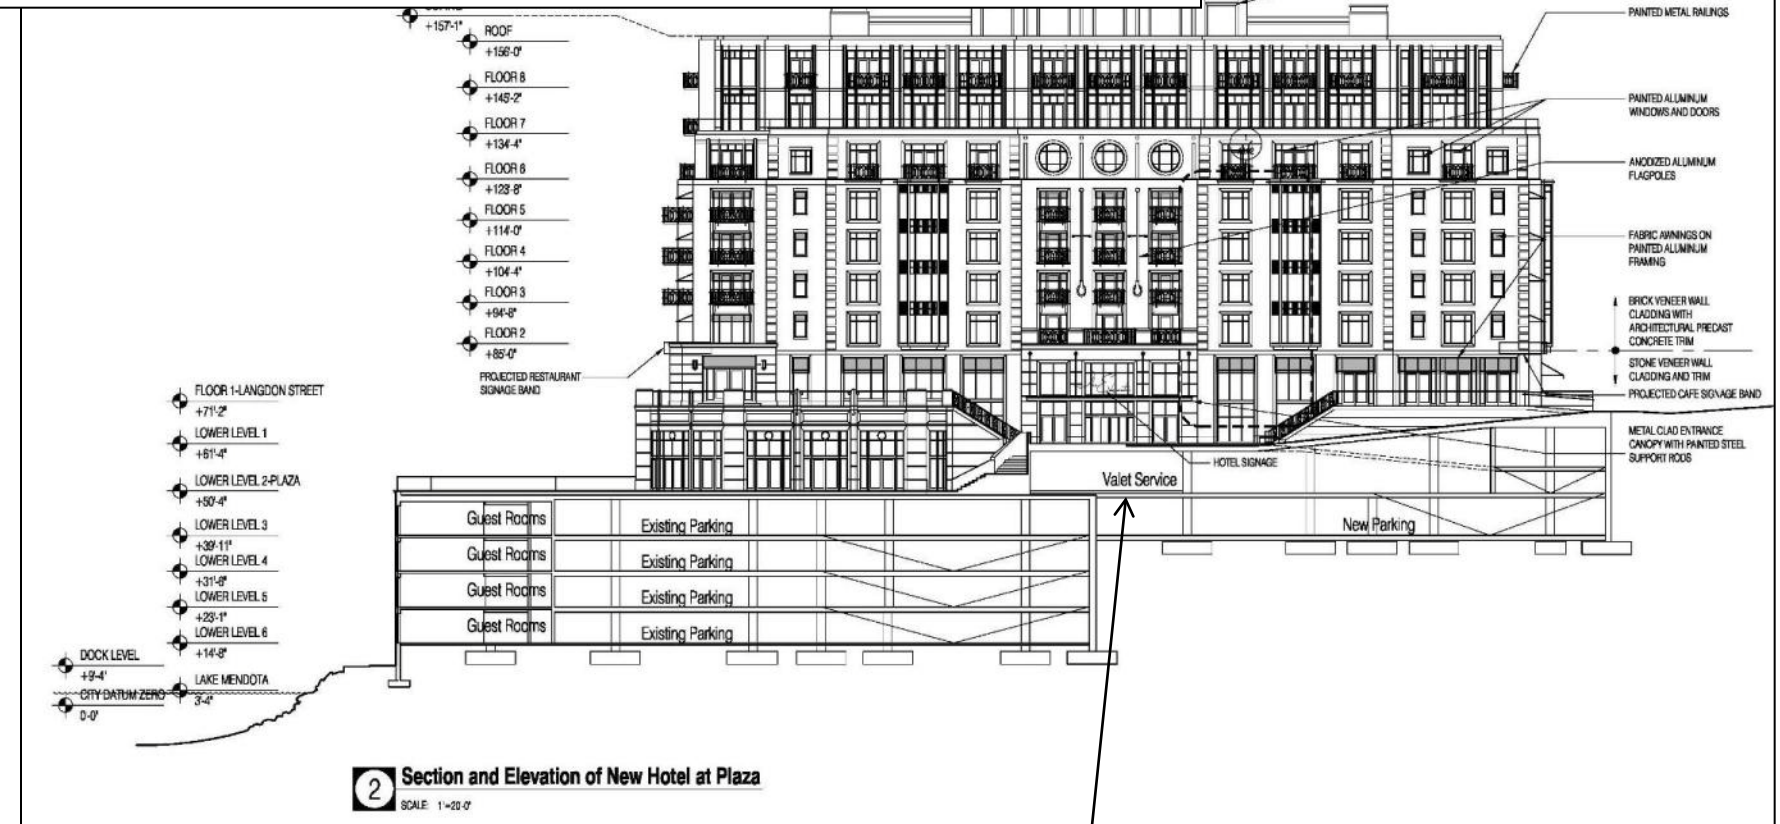 +157'-1"
ROOF
+156'-0"
FLOOR 8
+145'-2"
FLOOR 7
+134'-4"
FLOOR 6
+123'-8"
FLOOR 5
+114'-0"
FLOOR 4
+104'-4"
FLOOR 3
+94'-8"
FLOOR 2
+85'-0"
PROJECTED RESTAURANT
SIGNAGE BAND
FLOOR 1-LANGDON STREET
+71'-2"
LOWER LEVEL 1
+61'-4"
LOWER LEVEL 2-PLAZA
+50'-4"
LOWER LEVEL 3
+39'-11"
LOWER LEVEL 4
+31'-6"
LOWER LEVEL 5
+23'-1"
LOWER LEVEL 6
+14'-8"
DOCK LEVEL
+9'-4"
LAKE MENDOTA
3'-4"
CITY DATUM ZERO
0'-0"
PAINTED METAL RAILINGS
PAINTED ALUMINUM
WINDOWS AND DOORS
ANODIZED ALUMINUM
FLAGPOLES
FABRIC AWNINGS ON
PAINTED ALUMINUM
FRAMING
BRICK VENEER WALL
CLADDING WITH
ARCHITECTURAL PRECAST
CONCRETE TRIM
STONE VENEER WALL
CLADDING AND TRIM
PROJECTED CAFE SIGNAGE BAND
METAL CLAD ENTRANCE
CANOPY WITH PAINTED STEEL
SUPPORT RODS
HOTEL SIGNAGE
Valet Service
New Parking
Guest Rooms
Existing Parking
Guest Rooms
Existing Parking
Guest Rooms
Existing Parking
Guest Rooms
Existing Parking
2
Section and Elevation of New Hotel at Plaza
SCALE: 1"=20'-0"